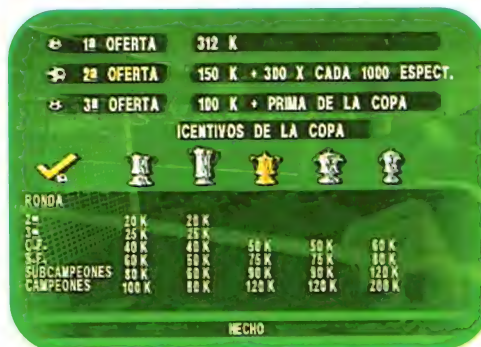 1ª OFERTA 312 K
2ª OFERTA 150 K + 300 X CADA 1000 ESPECT.
3ª OFERTA 100 K + PRIMA DE LA COPA
ICENTIVOS DE LA COPA
RONDA
2ª 20 K 20 K
3ª 25 K 25 K
C.F. 40 K 40 K 50 K 50 K 60 K
S.F. 60 K 50 K 75 K 75 K 80 K
SUBCAMPEONES 80 K 60 K 90 K 90 K 120 K
CAMPEONES 100 K 80 K 120 K 120 K 200 K
HECHO